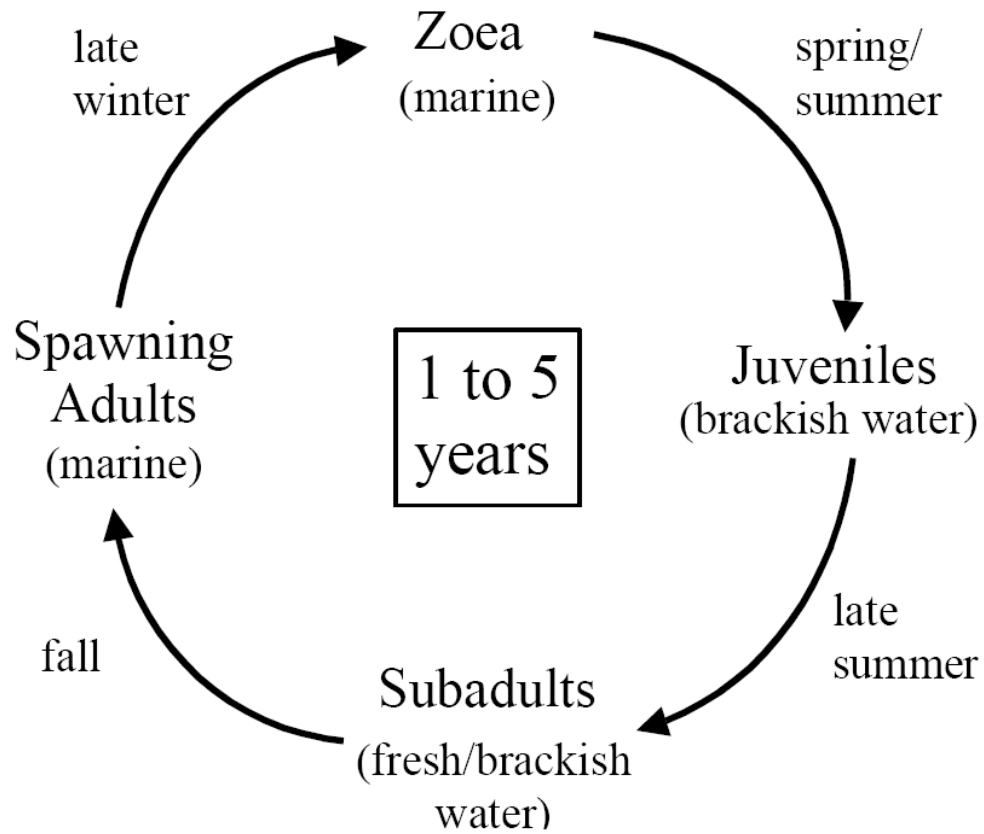 Zoea
(marine)
spring/
summer
Juveniles
(brackish water)
late
summer
Subadults
(fresh/brackish
water)
fall
Spawning
Adults
(marine)
late
winter
1 to 5
years